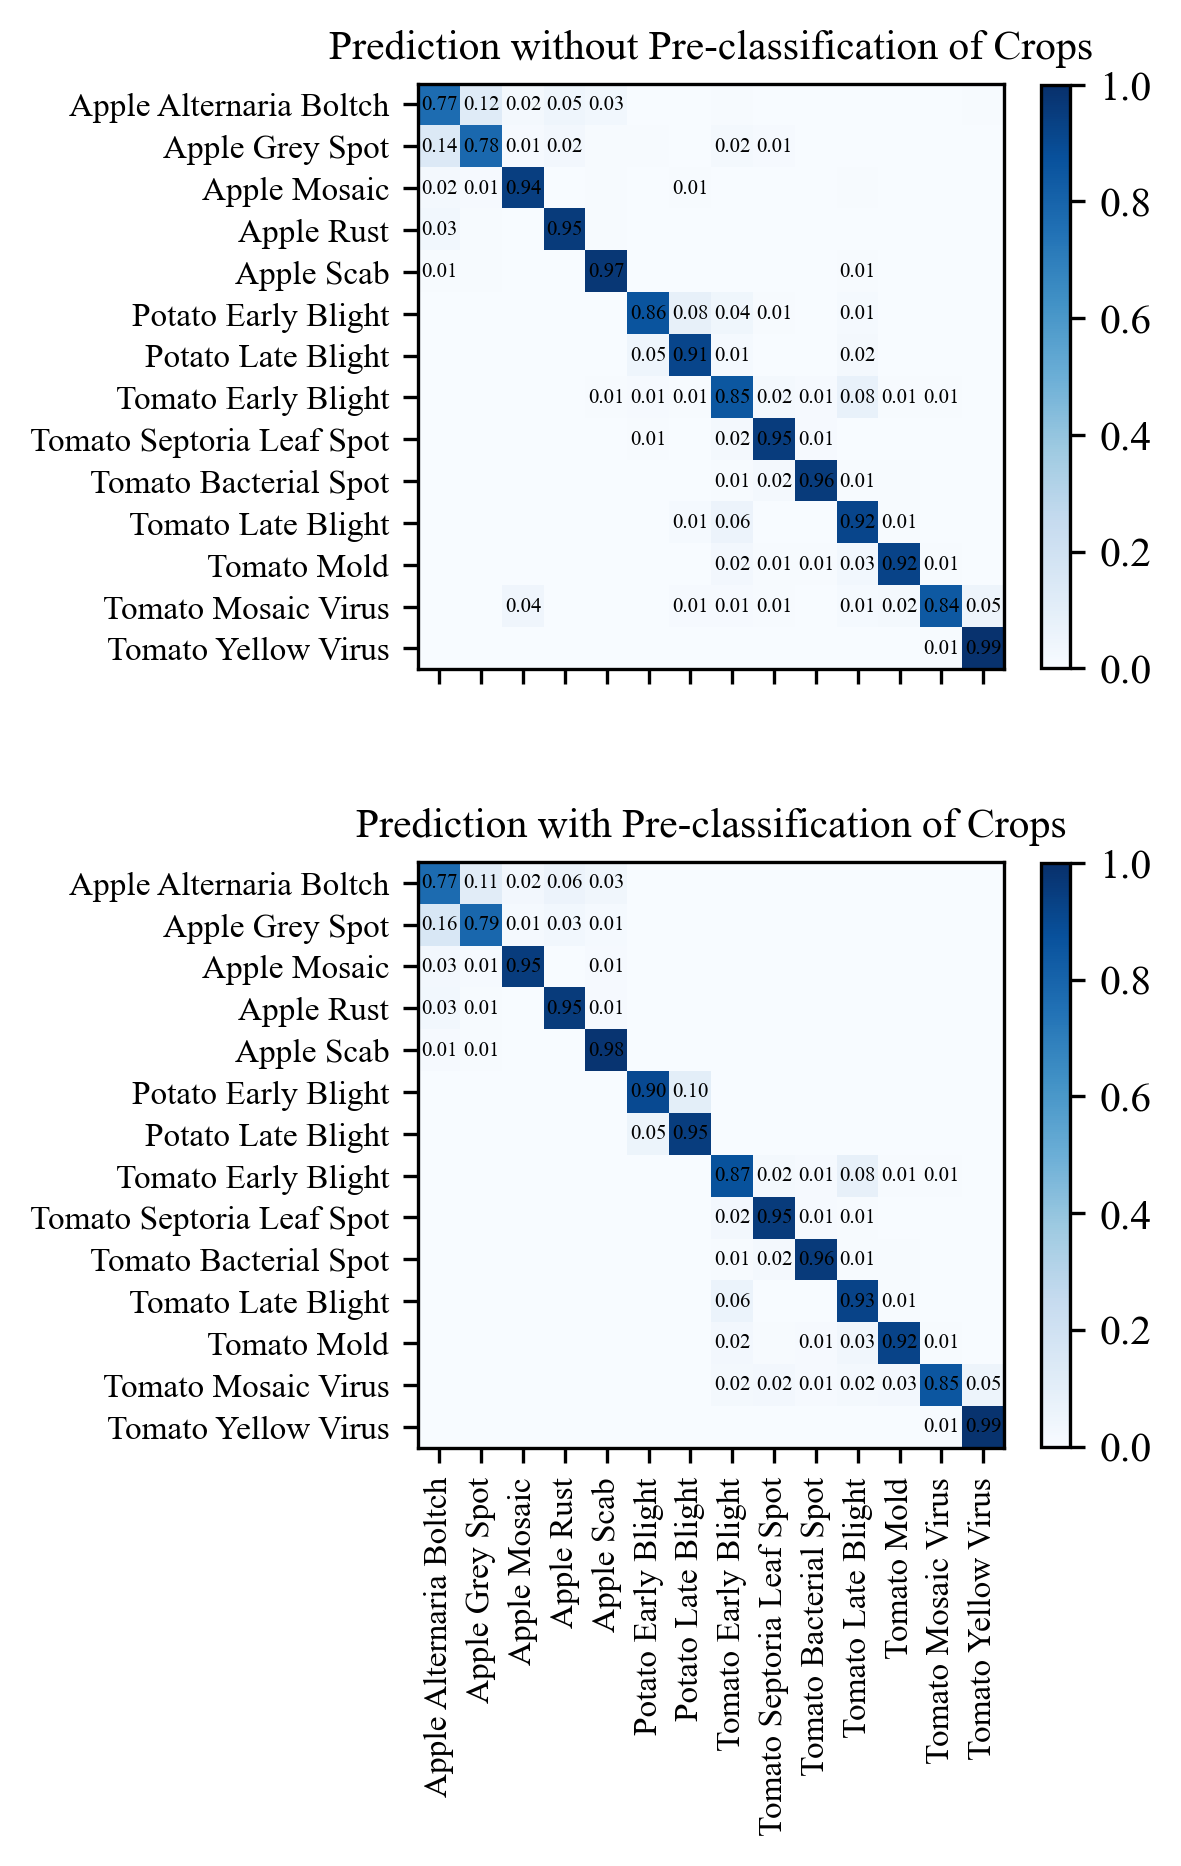 Prediction without Pre-classification of Crops
Apple Alternaria Boltch 0.77 0.12 0.02 0.05 0.03
Apple Grey Spot 0.14 0.78 0.01 0.02 0.02 0.01
Apple Mosaic 0.02 0.01 0.94 0.01
Apple Rust 0.03 0.95
Apple Scab 0.01 0.97 0.01
Potato Early Blight 0.86 0.08 0.04 0.01 0.01
Potato Late Blight 0.05 0.91 0.01 0.02
Tomato Early Blight 0.01 0.01 0.01 0.85 0.02 0.01 0.08 0.01 0.01
Tomato Septoria Leaf Spot 0.01 0.02 0.95 0.01
Tomato Bacterial Spot 0.01 0.02 0.96 0.01
Tomato Late Blight 0.01 0.06 0.92 0.01
Tomato Mold 0.02 0.01 0.01 0.03 0.92 0.01
Tomato Mosaic Virus 0.04 0.01 0.01 0.01 0.01 0.02 0.84 0.05
Tomato Yellow Virus 0.01 0.99
1.0
0.8
0.6
0.4
0.2
0.0
Prediction with Pre-classification of Crops
Apple Alternaria Boltch 0.77 0.11 0.02 0.06 0.03
Apple Grey Spot 0.16 0.79 0.01 0.03 0.01
Apple Mosaic 0.03 0.01 0.95 0.01
Apple Rust 0.03 0.01 0.95 0.01
Apple Scab 0.01 0.01 0.98
Potato Early Blight 0.90 0.10
Potato Late Blight 0.05 0.95
Tomato Early Blight 0.87 0.02 0.01 0.08 0.01 0.01
Tomato Septoria Leaf Spot 0.02 0.95 0.01 0.01
Tomato Bacterial Spot 0.01 0.02 0.96 0.01
Tomato Late Blight 0.06 0.93 0.01
Tomato Mold 0.02 0.01 0.03 0.92 0.01
Tomato Mosaic Virus 0.02 0.02 0.01 0.02 0.03 0.85 0.05
Tomato Yellow Virus 0.01 0.99
1.0
0.8
0.6
0.4
0.2
0.0
Apple Alternaria Boltch
Apple Grey Spot
Apple Mosaic
Apple Rust
Apple Scab
Potato Early Blight
Potato Late Blight
Tomato Early Blight
Tomato Septoria Leaf Spot
Tomato Bacterial Spot
Tomato Late Blight
Tomato Mold
Tomato Mosaic Virus
Tomato Yellow Virus